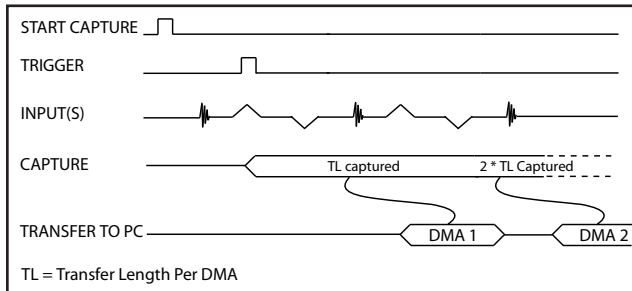 START CAPTURE
TRIGGER
INPUT(S)
CAPTURE
TL captured
2 * TL Captured
TRANSFER TO PC
DMA 1
DMA 2
TL = Transfer Length Per DMA